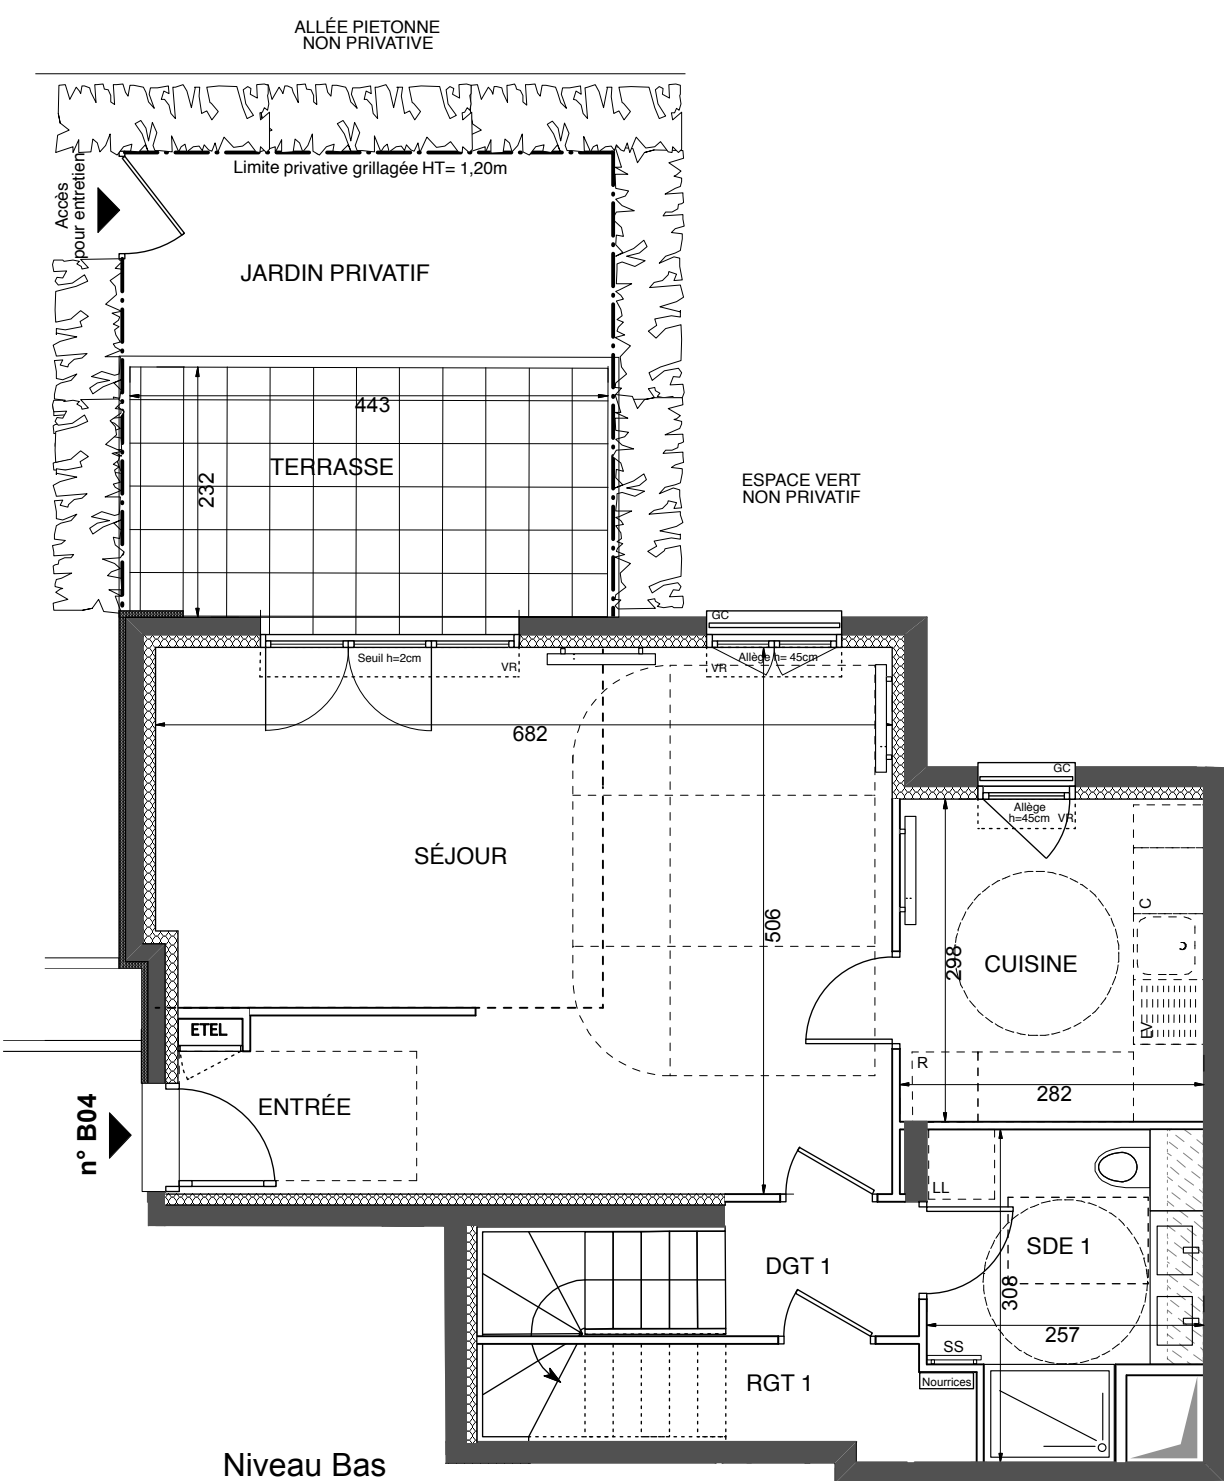 ALLÉE PIETONNE
NON PRIVATIVE
Limite privative grillagée HT= 1,20m
Accès
pour entretien
JARDIN PRIVATIF
443
TERRASSE
232
ESPACE VERT
NON PRIVATIF
GC
Seuil h=2cm
VR
Allège h= 45cm
VR
682
GC
Allège
h=45cm VR
SÉJOUR
506
C
298
CUISINE
LV
ETEL
R
282
n° B04
ENTRÉE
LL
SDE 1
DGT 1
308
257
SS
RGT 1
Nourrices
Niveau Bas